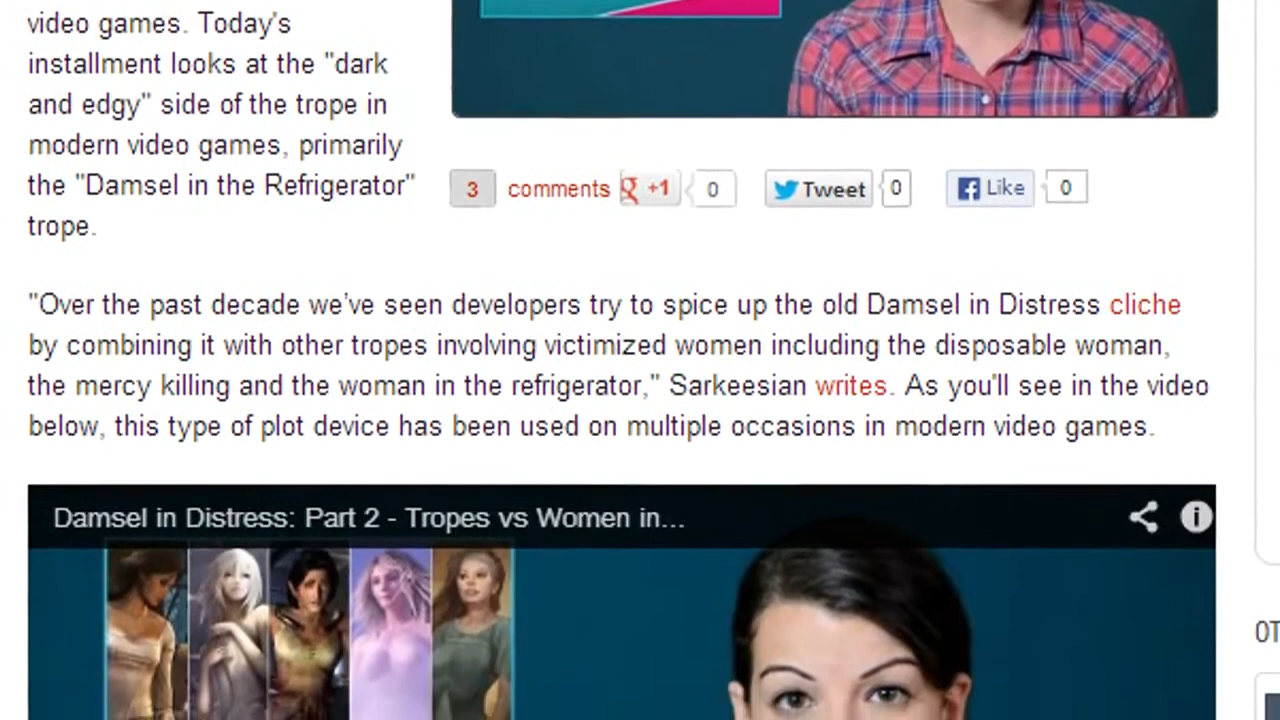 video games. Today's
installment looks at the "dark
and edgy" side of the trope in
modern video games, primarily
the "Damsel in the Refrigerator"
trope.
3 comments +1 0 Tweet 0 Like 0
"Over the past decade we've seen developers try to spice up the old Damsel in Distress cliche
by combining it with other tropes involving victimized women including the disposable woman,
the mercy killing and the woman in the refrigerator," Sarkeesian writes. As you'll see in the video
below, this type of plot device has been used on multiple occasions in modern video games.
Damsel in Distress: Part 2 - Tropes vs Women in...
OT